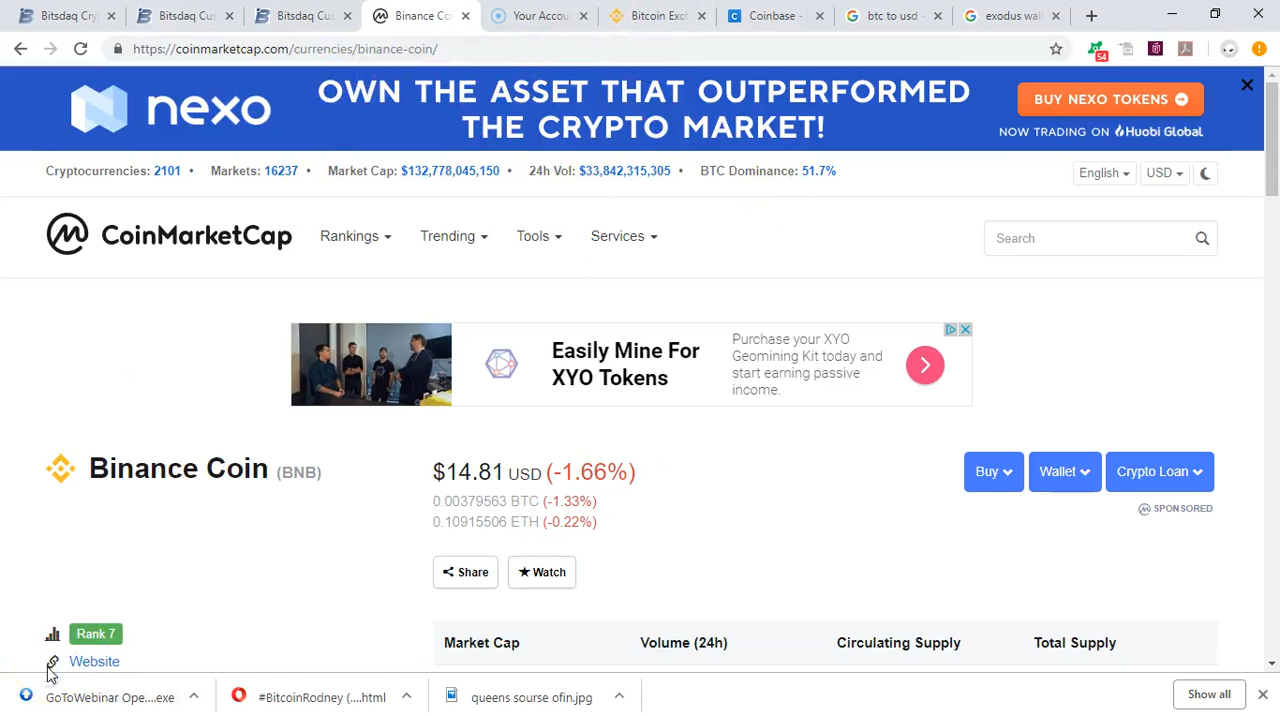 Bitsdaq Cry
Bitsdaq Cus
Bitsdaq Cus
Binance Coi
Your Accou
Bitcoin Exch
Coinbase -
btc to usd -
exodus wall
https://coinmarketcap.com/currencies/binance-coin/
54
nexo
OWN THE ASSET THAT OUTPERFORMED
THE CRYPTO MARKET!
BUY NEXO TOKENS
NOW TRADING ON Huobi Global
Cryptocurrencies: 2101 • Markets: 16237 • Market Cap: $132,778,045,150 • 24h Vol: $33,842,315,305 • BTC Dominance: 51.7%
English
USD
CoinMarketCap
Rankings
Trending
Tools
Services
Search
Easily Mine For
XYO Tokens
Purchase your XYO
Geomining Kit today and
start earning passive
income.
Binance Coin (BNB)
$14.81 USD (-1.66%)
0.00379563 BTC (-1.33%)
0.10915506 ETH (-0.22%)
Buy
Wallet
Crypto Loan
SPONSORED
Share
Watch
Rank 7
Website
Market Cap
Volume (24h)
Circulating Supply
Total Supply
GoToWebinar Ope....exe
#BitcoinRodney (....html
queens sourse ofin.jpg
Show all